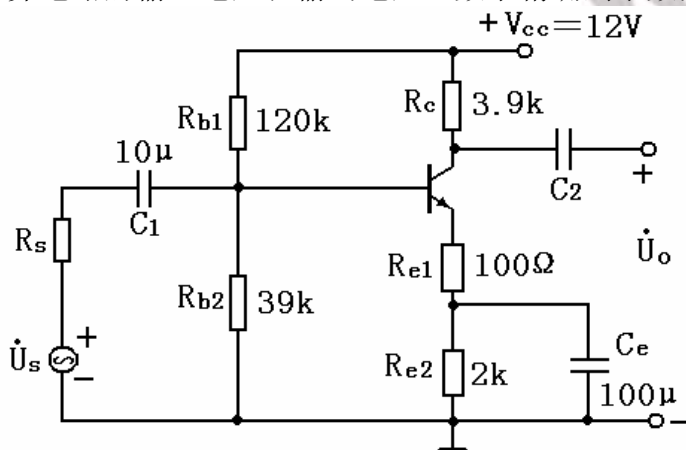 +Vcc=12V
Rb1 120k
Rc 3.9k
10μ
C1
C2
+
Rs
Re1 100Ω
U̇o
Rb2 39k
U̇s
+
−
Re2 2k
Ce
100μ
−